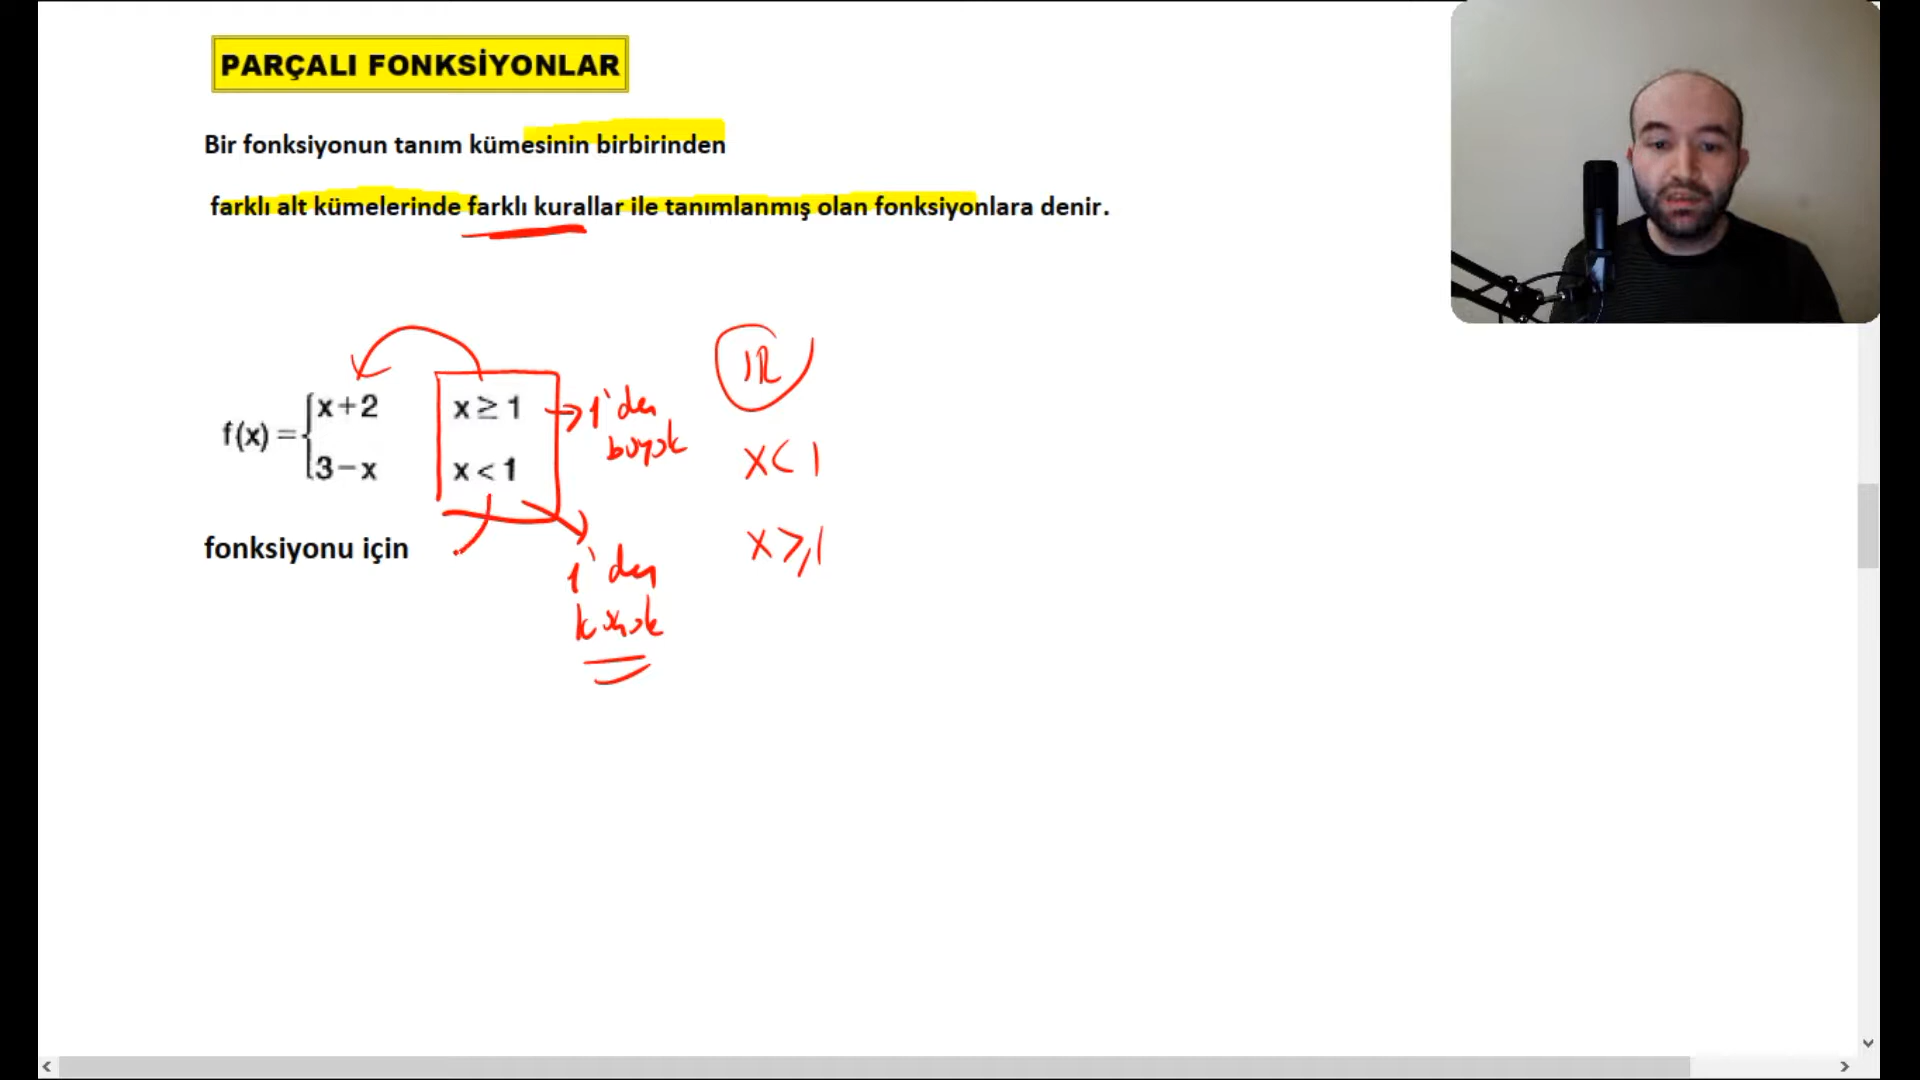 PARÇALI FONKSİYONLAR
Bir fonksiyonun tanım kümesinin birbirinden
farklı alt kümelerinde farklı kurallar ile tanımlanmış olan fonksiyonlara denir.
IR
x+2 x ≥ 1 1'den
f(x) =
büyük
x < 1
3-x x < 1
x ≥ 1
fonksiyonu için
1'den
küçük